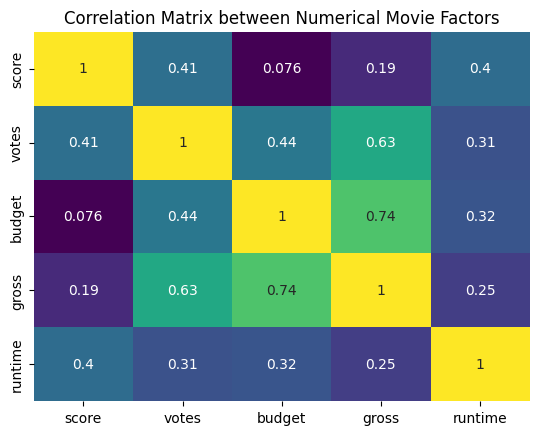 Correlation Matrix between Numerical Movie Factors
score 1 0.41 0.076 0.19 0.4
votes 0.41 1 0.44 0.63 0.31
budget 0.076 0.44 1 0.74 0.32
gross 0.19 0.63 0.74 1 0.25
runtime 0.4 0.31 0.32 0.25 1
score votes budget gross runtime